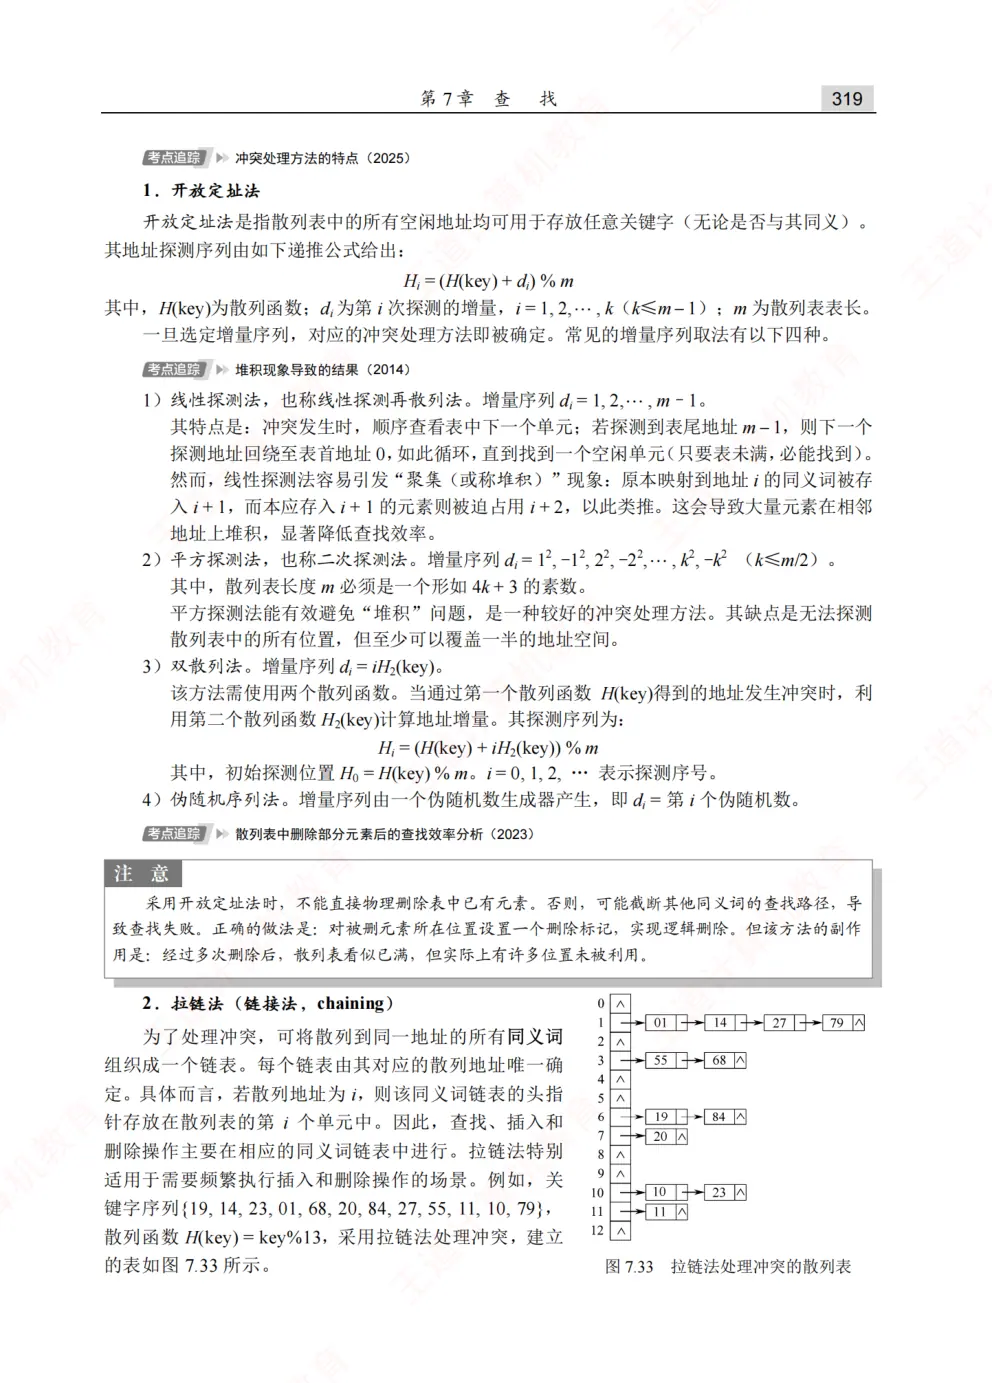 第 7 章 查 找 319
考点追踪 冲突处理方法的特点（2025）
1．开放定址法
开放定址法是指散列表中的所有空闲地址均可用于存放任意关键字（无论是否与其同义）。
其地址探测序列由如下递推公式给出：
Hi = (H(key) + di) % m
其中，H(key)为散列函数；di 为第 i 次探测的增量，i = 1, 2,⋯ , k（k≤m − 1）；m 为散列表表长。
一旦选定增量序列，对应的冲突处理方法即被确定。常见的增量序列取法有以下四种。
考点追踪 堆积现象导致的结果（2014）
1）线性探测法，也称线性探测再散列法。增量序列 di = 1, 2,⋯ , m − 1。
其特点是：冲突发生时，顺序查看表中下一个单元；若探测到表尾地址 m − 1，则下一个
探测地址回绕至表首地址 0，如此循环，直到找到一个空闲单元（只要表未满，必能找到）。
然而，线性探测法容易引发“聚集（或称堆积）”现象：原本映射到地址 i 的同义词被存
入 i + 1，而本应存入 i + 1 的元素则被迫占用 i + 2，以此类推。这会导致大量元素在相邻
地址上堆积，显著降低查找效率。
2）平方探测法，也称二次探测法。增量序列 di = 1², −1², 2², −2²,⋯ , k², −k² （k≤m/2）。
其中，散列表长度 m 必须是一个形如 4k + 3 的素数。
平方探测法能有效避免“堆积”问题，是一种较好的冲突处理方法。其缺点是无法探测
散列表中的所有位置，但至少可以覆盖一半的地址空间。
3）双散列法。增量序列 di = iH2(key)。
该方法需使用两个散列函数。当通过第一个散列函数 H(key)得到的地址发生冲突时，利
用第二个散列函数 H2(key)计算地址增量。其探测序列为：
Hi = (H(key) + iH2(key)) % m
其中，初始探测位置 H0 = H(key) % m。i = 0, 1, 2, ⋯ 表示探测序号。
4）伪随机序列法。增量序列由一个伪随机数生成器产生，即 di = 第 i 个伪随机数。
考点追踪 散列表中删除部分元素后的查找效率分析（2023）
注 意
采用开放定址法时，不能直接物理删除表中已有元素。否则，可能截断其他同义词的查找路径，导
致查找失败。正确的做法是：对被删元素所在位置设置一个删除标记，实现逻辑删除。但该方法的副作
用是：经过多次删除后，散列表看似已满，但实际上有许多位置未被利用。
2．拉链法（链接法，chaining）
为了处理冲突，可将散列到同一地址的所有同义词
组织成一个链表。每个链表由其对应的散列地址唯一确
定。具体而言，若散列地址为 i，则该同义词链表的头指
针存放在散列表的第 i 个单元中。因此，查找、插入和
删除操作主要在相应的同义词链表中进行。拉链法特别
适用于需要频繁执行插入和删除操作的场景。例如，关
键字序列{19, 14, 23, 01, 68, 20, 84, 27, 55, 11, 10, 79}，
散列函数 H(key) = key%13，采用拉链法处理冲突，建立
的表如图 7.33 所示。
0 ∧
1 01 14 27 79 ∧
2 ∧
3 55 68 ∧
4 ∧
5 ∧
6 19 84 ∧
7 20 ∧
8 ∧
9 ∧
10 10 23 ∧
11 11 ∧
12 ∧
图 7.33 拉链法处理冲突的散列表